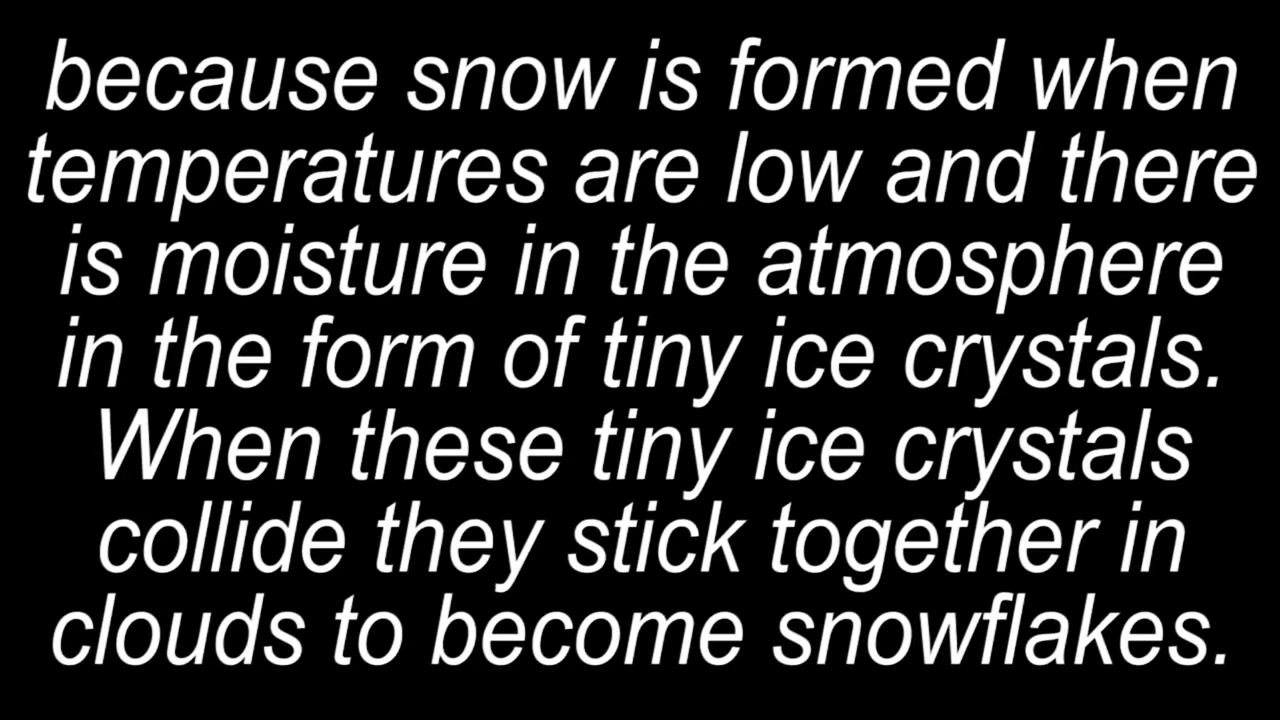 because snow is formed when
temperatures are low and there
is moisture in the atmosphere
in the form of tiny ice crystals.
When these tiny ice crystals
collide they stick together in
clouds to become snowflakes.